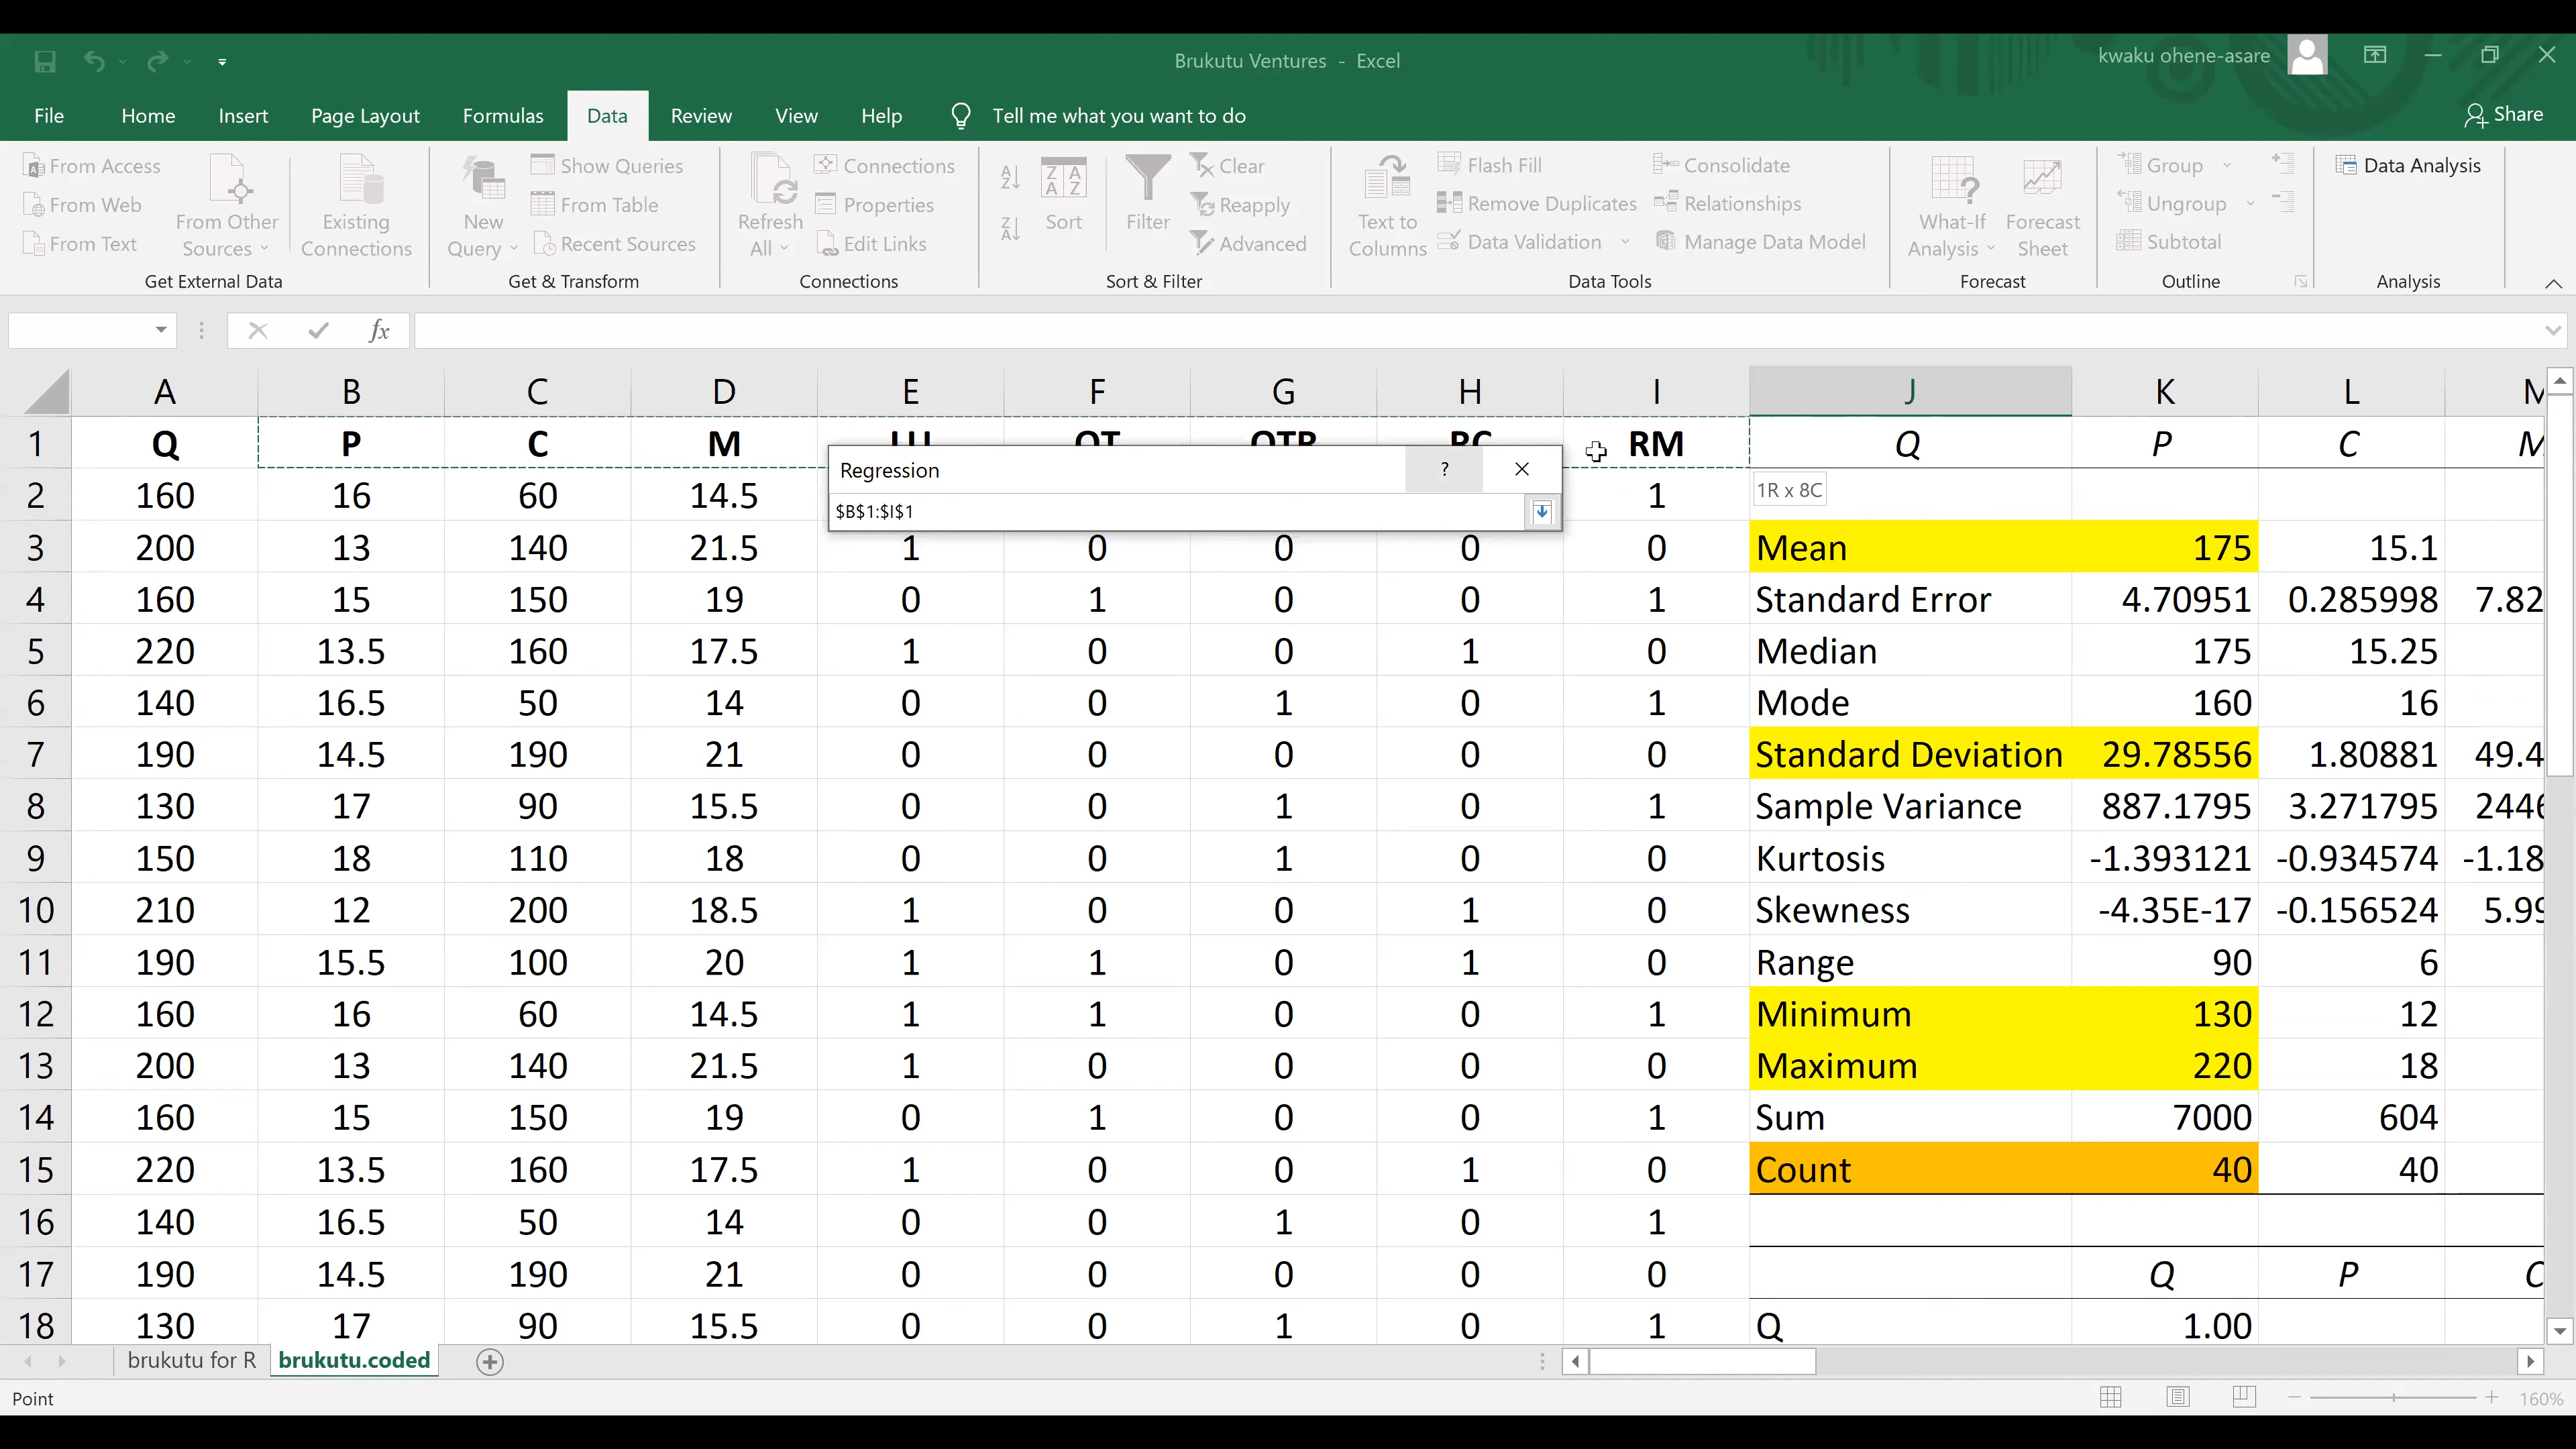 Brukutu Ventures - Excel
kwaku ohene-asare
File Home Insert Page Layout Formulas Data Review View Help Tell me what you want to do
Share
From Access
From Web
From Text
From Other Sources
Existing Connections
Get External Data
New Query
Show Queries
From Table
Recent Sources
Get & Transform
Refresh All
Connections
Properties
Edit Links
Connections
Sort
Filter
Clear
Reapply
Advanced
Sort & Filter
Text to Columns
Flash Fill
Remove Duplicates
Data Validation
Consolidate
Relationships
Manage Data Model
Data Tools
What-If Analysis
Forecast Sheet
Forecast
Group
Ungroup
Subtotal
Outline
Data Analysis
Analysis
fx
A B C D E F G H I J K L
1 Q P C M RM Q P C M
Regression ?
$B$1:$I$1
1R x 8C
2 160 16 60 14.5 1
3 200 13 140 21.5 1 0 0 0 0 Mean 175 15.1
4 160 15 150 19 0 1 0 0 1 Standard Error 4.70951 0.285998 7.82
5 220 13.5 160 17.5 1 0 0 1 0 Median 175 15.25
6 140 16.5 50 14 0 0 1 0 1 Mode 160 16
7 190 14.5 190 21 0 0 0 0 0 Standard Deviation 29.78556 1.80881 49.4
8 130 17 90 15.5 0 0 1 0 1 Sample Variance 887.1795 3.271795 2446
9 150 18 110 18 0 0 1 0 0 Kurtosis -1.393121 -0.934574 -1.18
10 210 12 200 18.5 1 0 0 1 0 Skewness -4.35E-17 -0.156524 5.99
11 190 15.5 100 20 1 1 0 1 0 Range 90 6
12 160 16 60 14.5 1 1 0 0 1 Minimum 130 12
13 200 13 140 21.5 1 0 0 0 0 Maximum 220 18
14 160 15 150 19 0 1 0 0 1 Sum 7000 604
15 220 13.5 160 17.5 1 0 0 1 0 Count 40 40
16 140 16.5 50 14 0 0 1 0 1
17 190 14.5 190 21 0 0 0 0 0 Q P C
18 130 17 90 15.5 0 0 1 0 1 Q 1.00
brukutu for R brukutu.coded
Point
160%